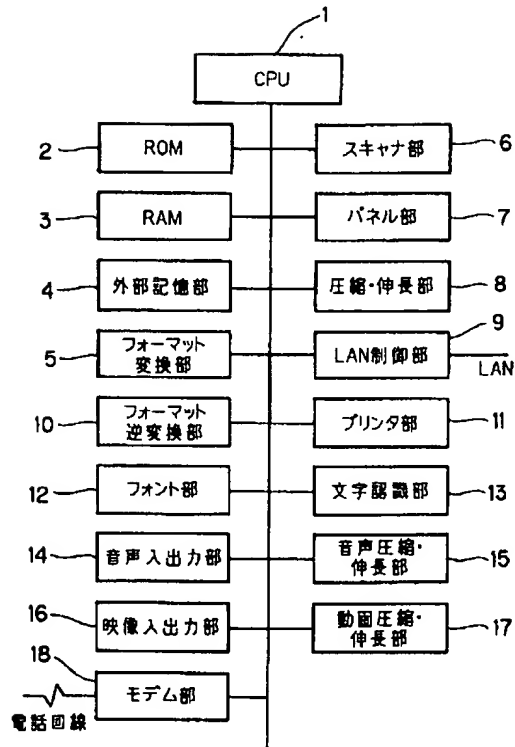 1
CPU
2
ROM
スキャナ部
6
3
RAM
パネル部
7
4
外部記憶部
圧縮・伸長部
8
5
フォーマット
変換部
LAN制御部
9
LAN
10
フォーマット
逆変換部
プリンタ部
11
12
フォント部
文字認識部
13
14
音声入出力部
音声圧縮・
伸長部
15
16
映像入出力部
動画圧縮・
伸長部
17
18
モデム部
電話回線